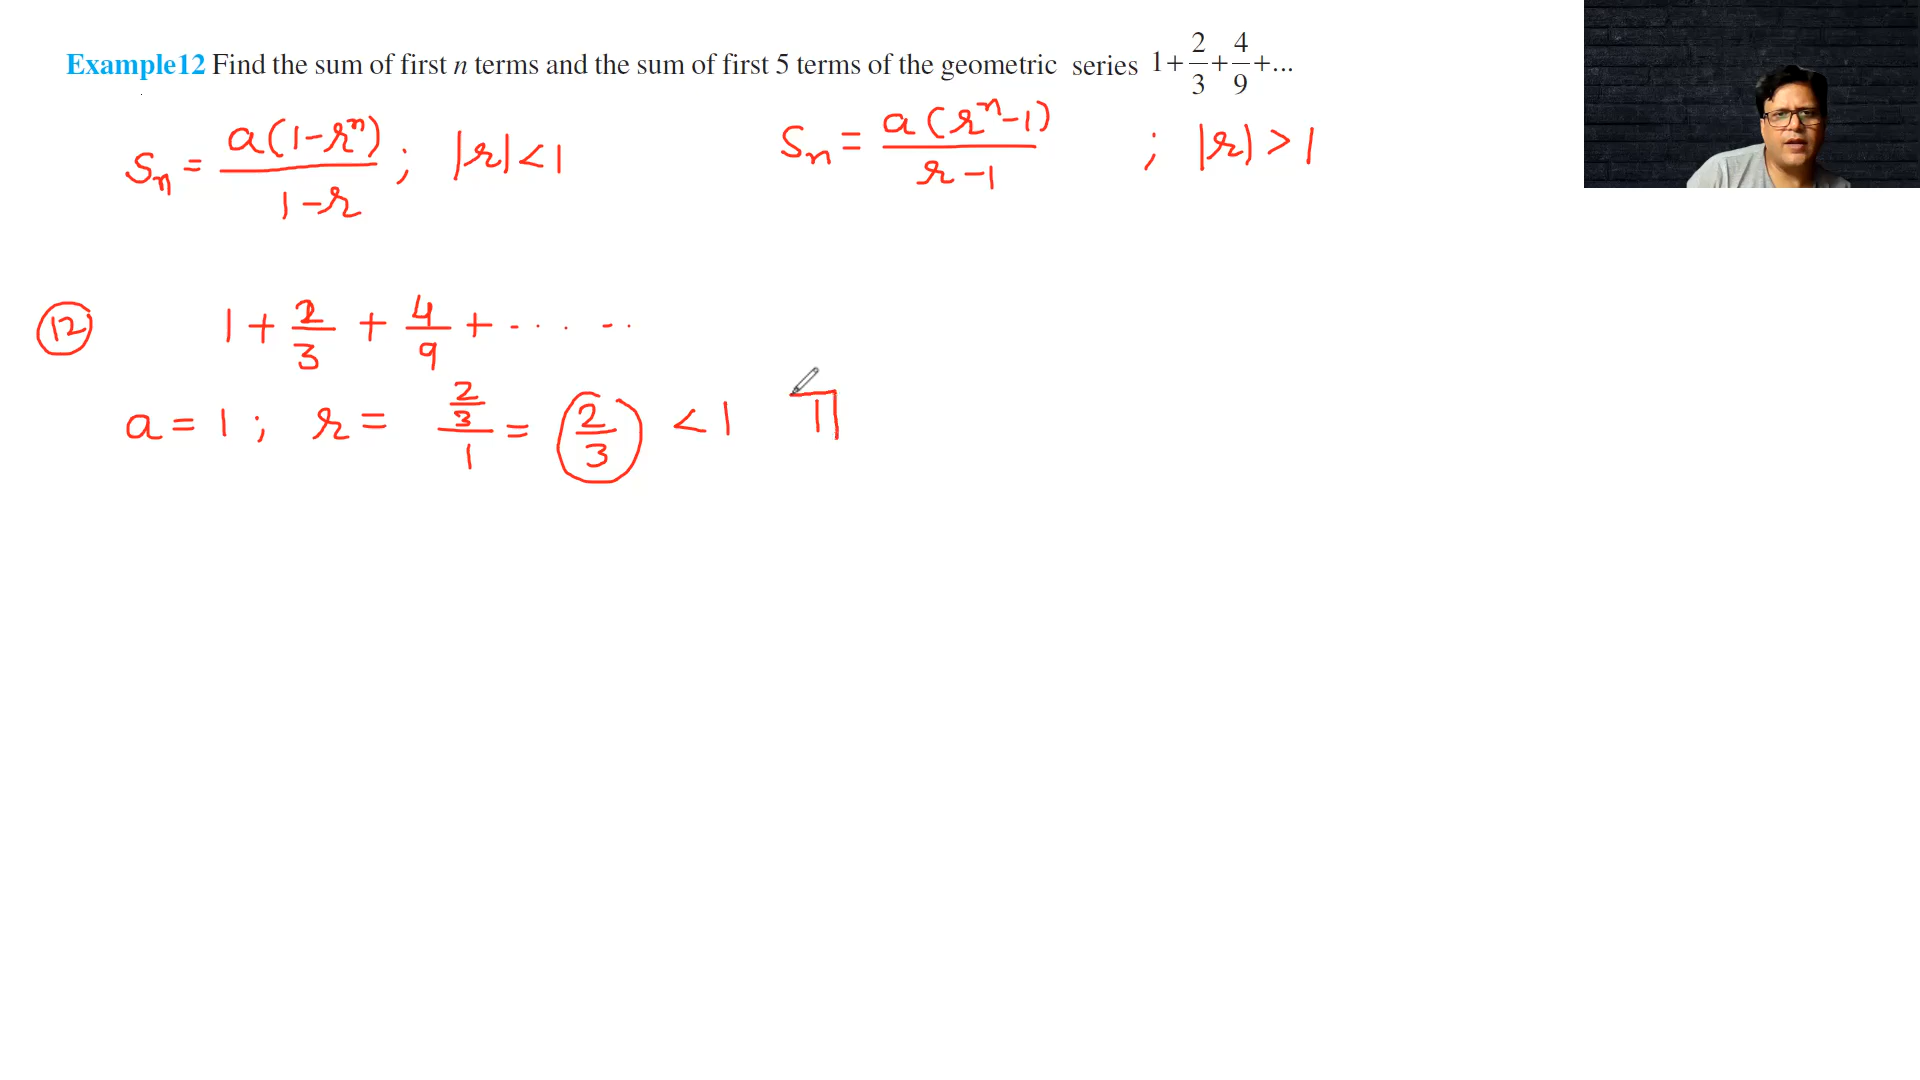 Example12 Find the sum of first n terms and the sum of first 5 terms of the geometric series 1+2/3+4/9+...
Sn = a(1-r^n)/(1-r) ; |r|<1
Sn = a(r^n-1)/(r-1) ; |r|>1
12 1+2/3+4/9+.....
a=1; r= (2/3)/1 = 2/3 <1